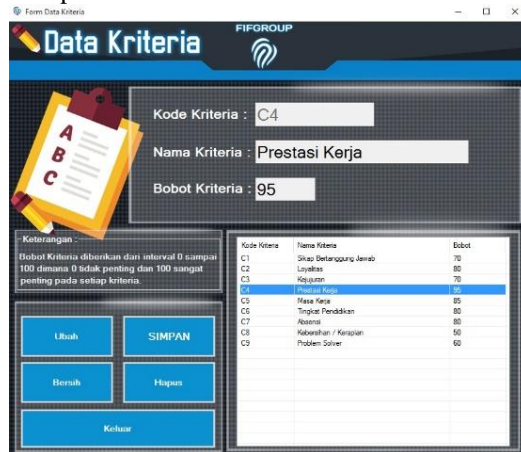 Form Data Kriteria
Data Kriteria
FIFGROUP
A
B
C
Kode Kriteria : C4
Nama Kriteria : Prestasi Kerja
Bobot Kriteria : 95
Keterangan :
Bobot Kriteria diberikan dari interval 0 sampai
100 dimana 0 tidak penting dan 100 sangat
penting pada setiap kriteria.
Ubah SIMPAN
Bersih Hapus
Keluar
Kode Kriteria Nama Kriteria Bobot
C1 Sikap Bertanggung Jawab 70
C2 Loyalitas 80
C3 Kejujuran 70
C4 Prestasi Kerja 95
C5 Masa Kerja 85
C6 Tingkat Pendidikan 80
C7 Absensi 80
C8 Kebersihan / Kerapian 50
C9 Problem Solver 60